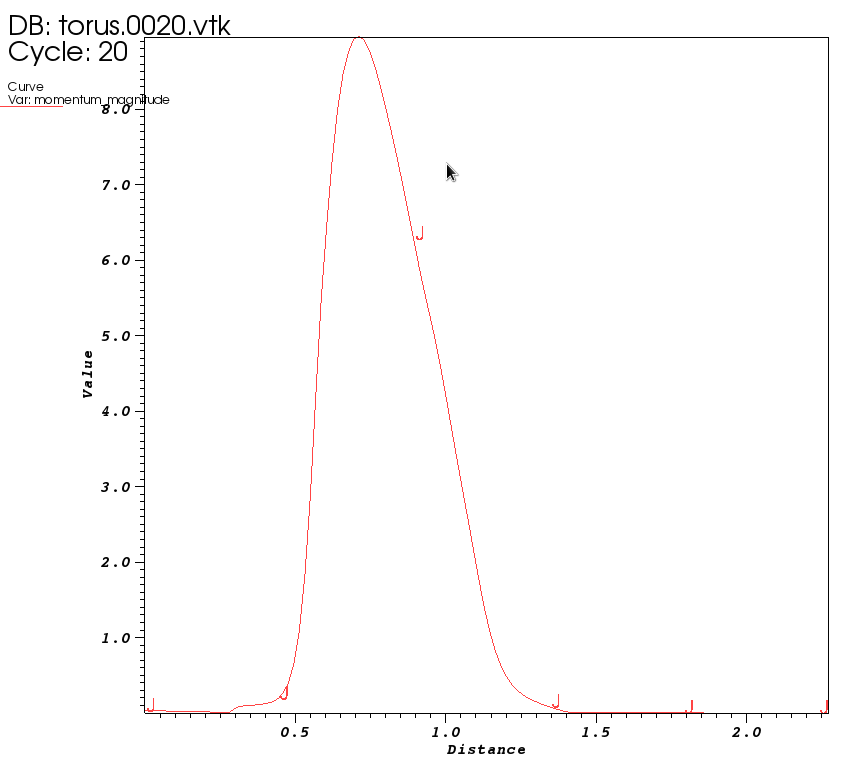 DB: torus.0020.vtk
Cycle: 20
Curve
Var: momentum_magnitude
8.0
7.0
6.0
5.0
4.0
3.0
2.0
1.0
Value
0.5 1.0 1.5 2.0
Distance
J
J
J
J
J
J